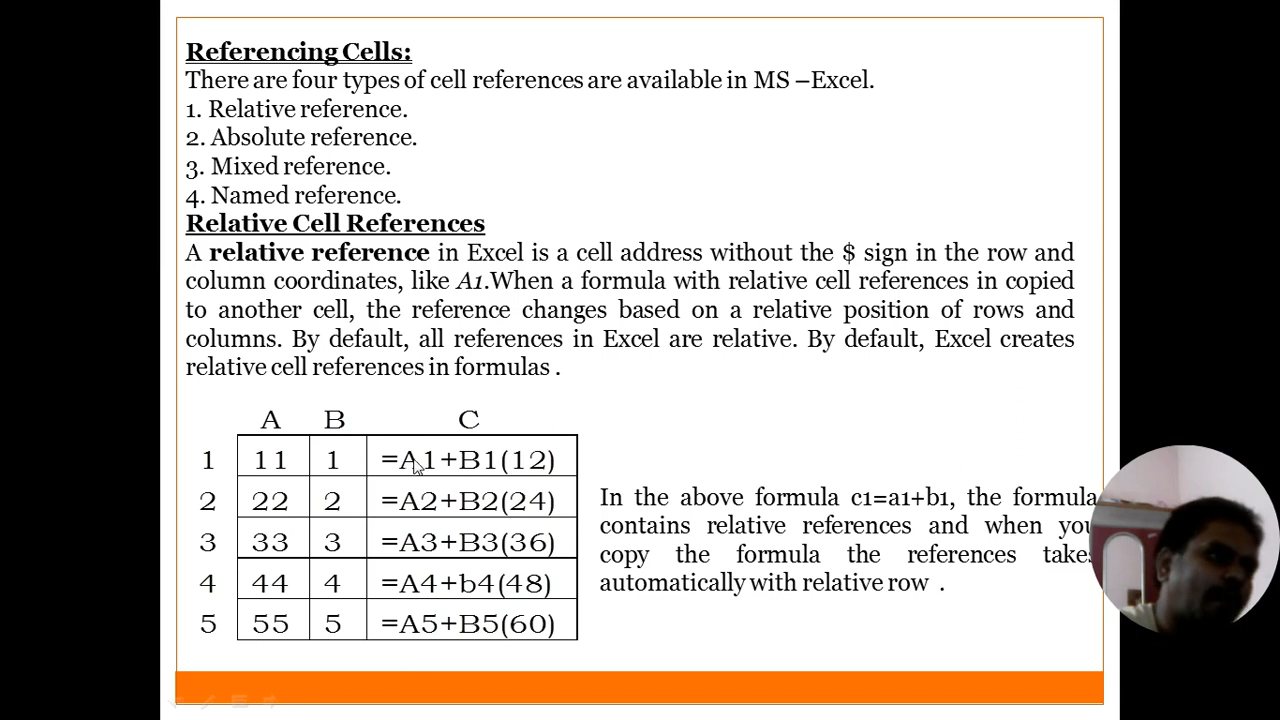 Referencing Cells:
There are four types of cell references are available in MS –Excel.
1. Relative reference.
2. Absolute reference.
3. Mixed reference.
4. Named reference.
Relative Cell References
A relative reference in Excel is a cell address without the $ sign in the row and
column coordinates, like A1.When a formula with relative cell references in copied
to another cell, the reference changes based on a relative position of rows and
columns. By default, all references in Excel are relative. By default, Excel creates
relative cell references in formulas .
A B C
1 11 1 =A1+B1(12)
2 22 2 =A2+B2(24)
3 33 3 =A3+B3(36)
4 44 4 =A4+b4(48)
5 55 5 =A5+B5(60)
In the above formula c1=a1+b1, the formula
contains relative references and when you
copy the formula the references takes
automatically with relative row .